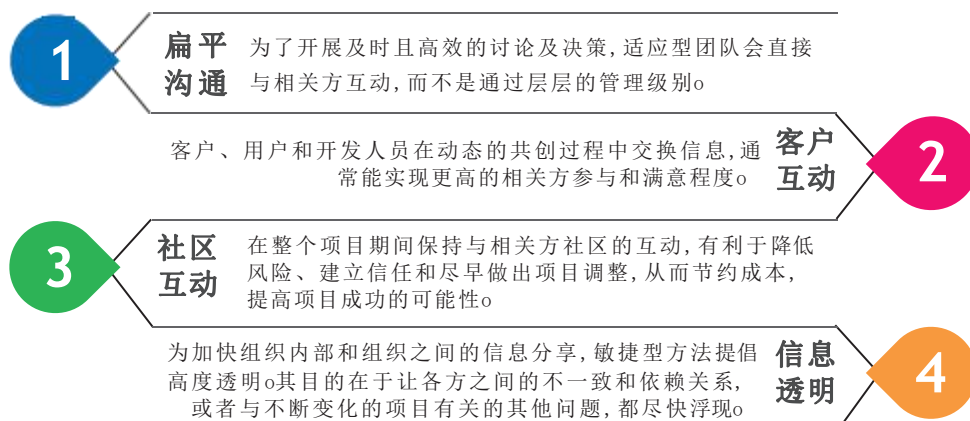 1
扁平
沟通
为了开展及时且高效的讨论及决策,适应型团队会直接
与相关方互动,而不是通过层层的管理级别o
客户、用户和开发人员在动态的共创过程中交换信息,通
常能实现更高的相关方参与和满意程度o
客户
互动
2
3
社区
互动
在整个项目期间保持与相关方社区的互动,有利于降低
风险、建立信任和尽早做出项目调整,从而节约成本,
提高项目成功的可能性o
为加快组织内部和组织之间的信息分享,敏捷型方法提倡
高度透明o其目的在于让各方之间的不一致和依赖关系,
或者与不断变化的项目有关的其他问题,都尽快浮现o
信息
透明
4